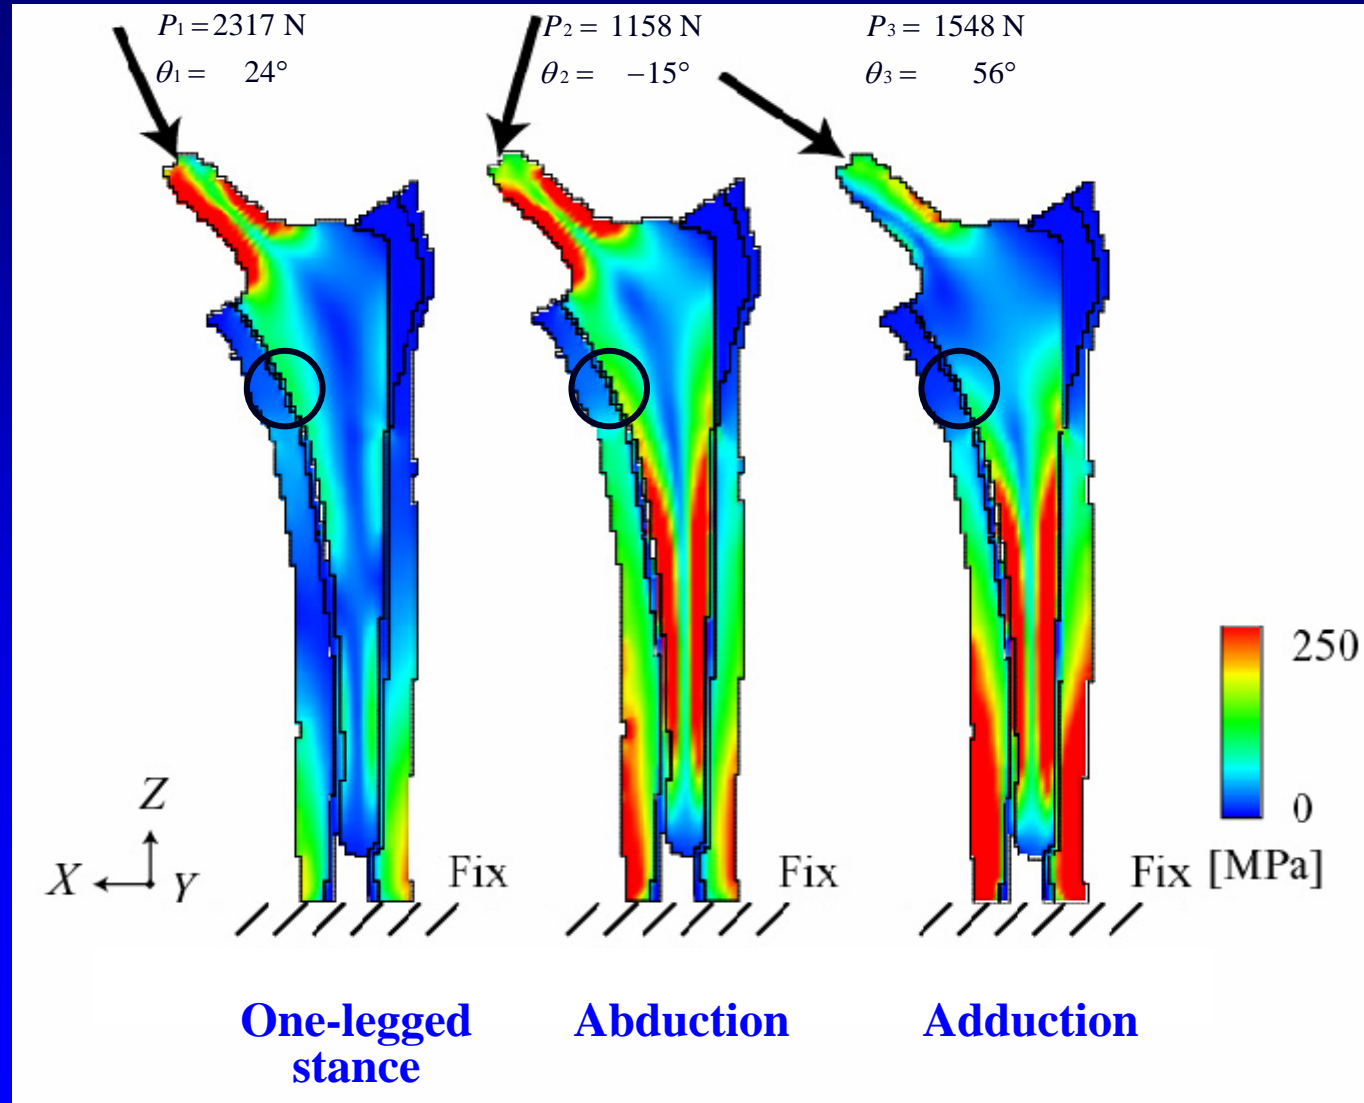 P₁ = 2317 N
θ₁ = 24°
P₂ = 1158 N
θ₂ = −15°
P₃ = 1548 N
θ₃ = 56°
250
0
[MPa]
Z
X
Y
Fix
Fix
Fix
One-legged
stance
Abduction
Adduction